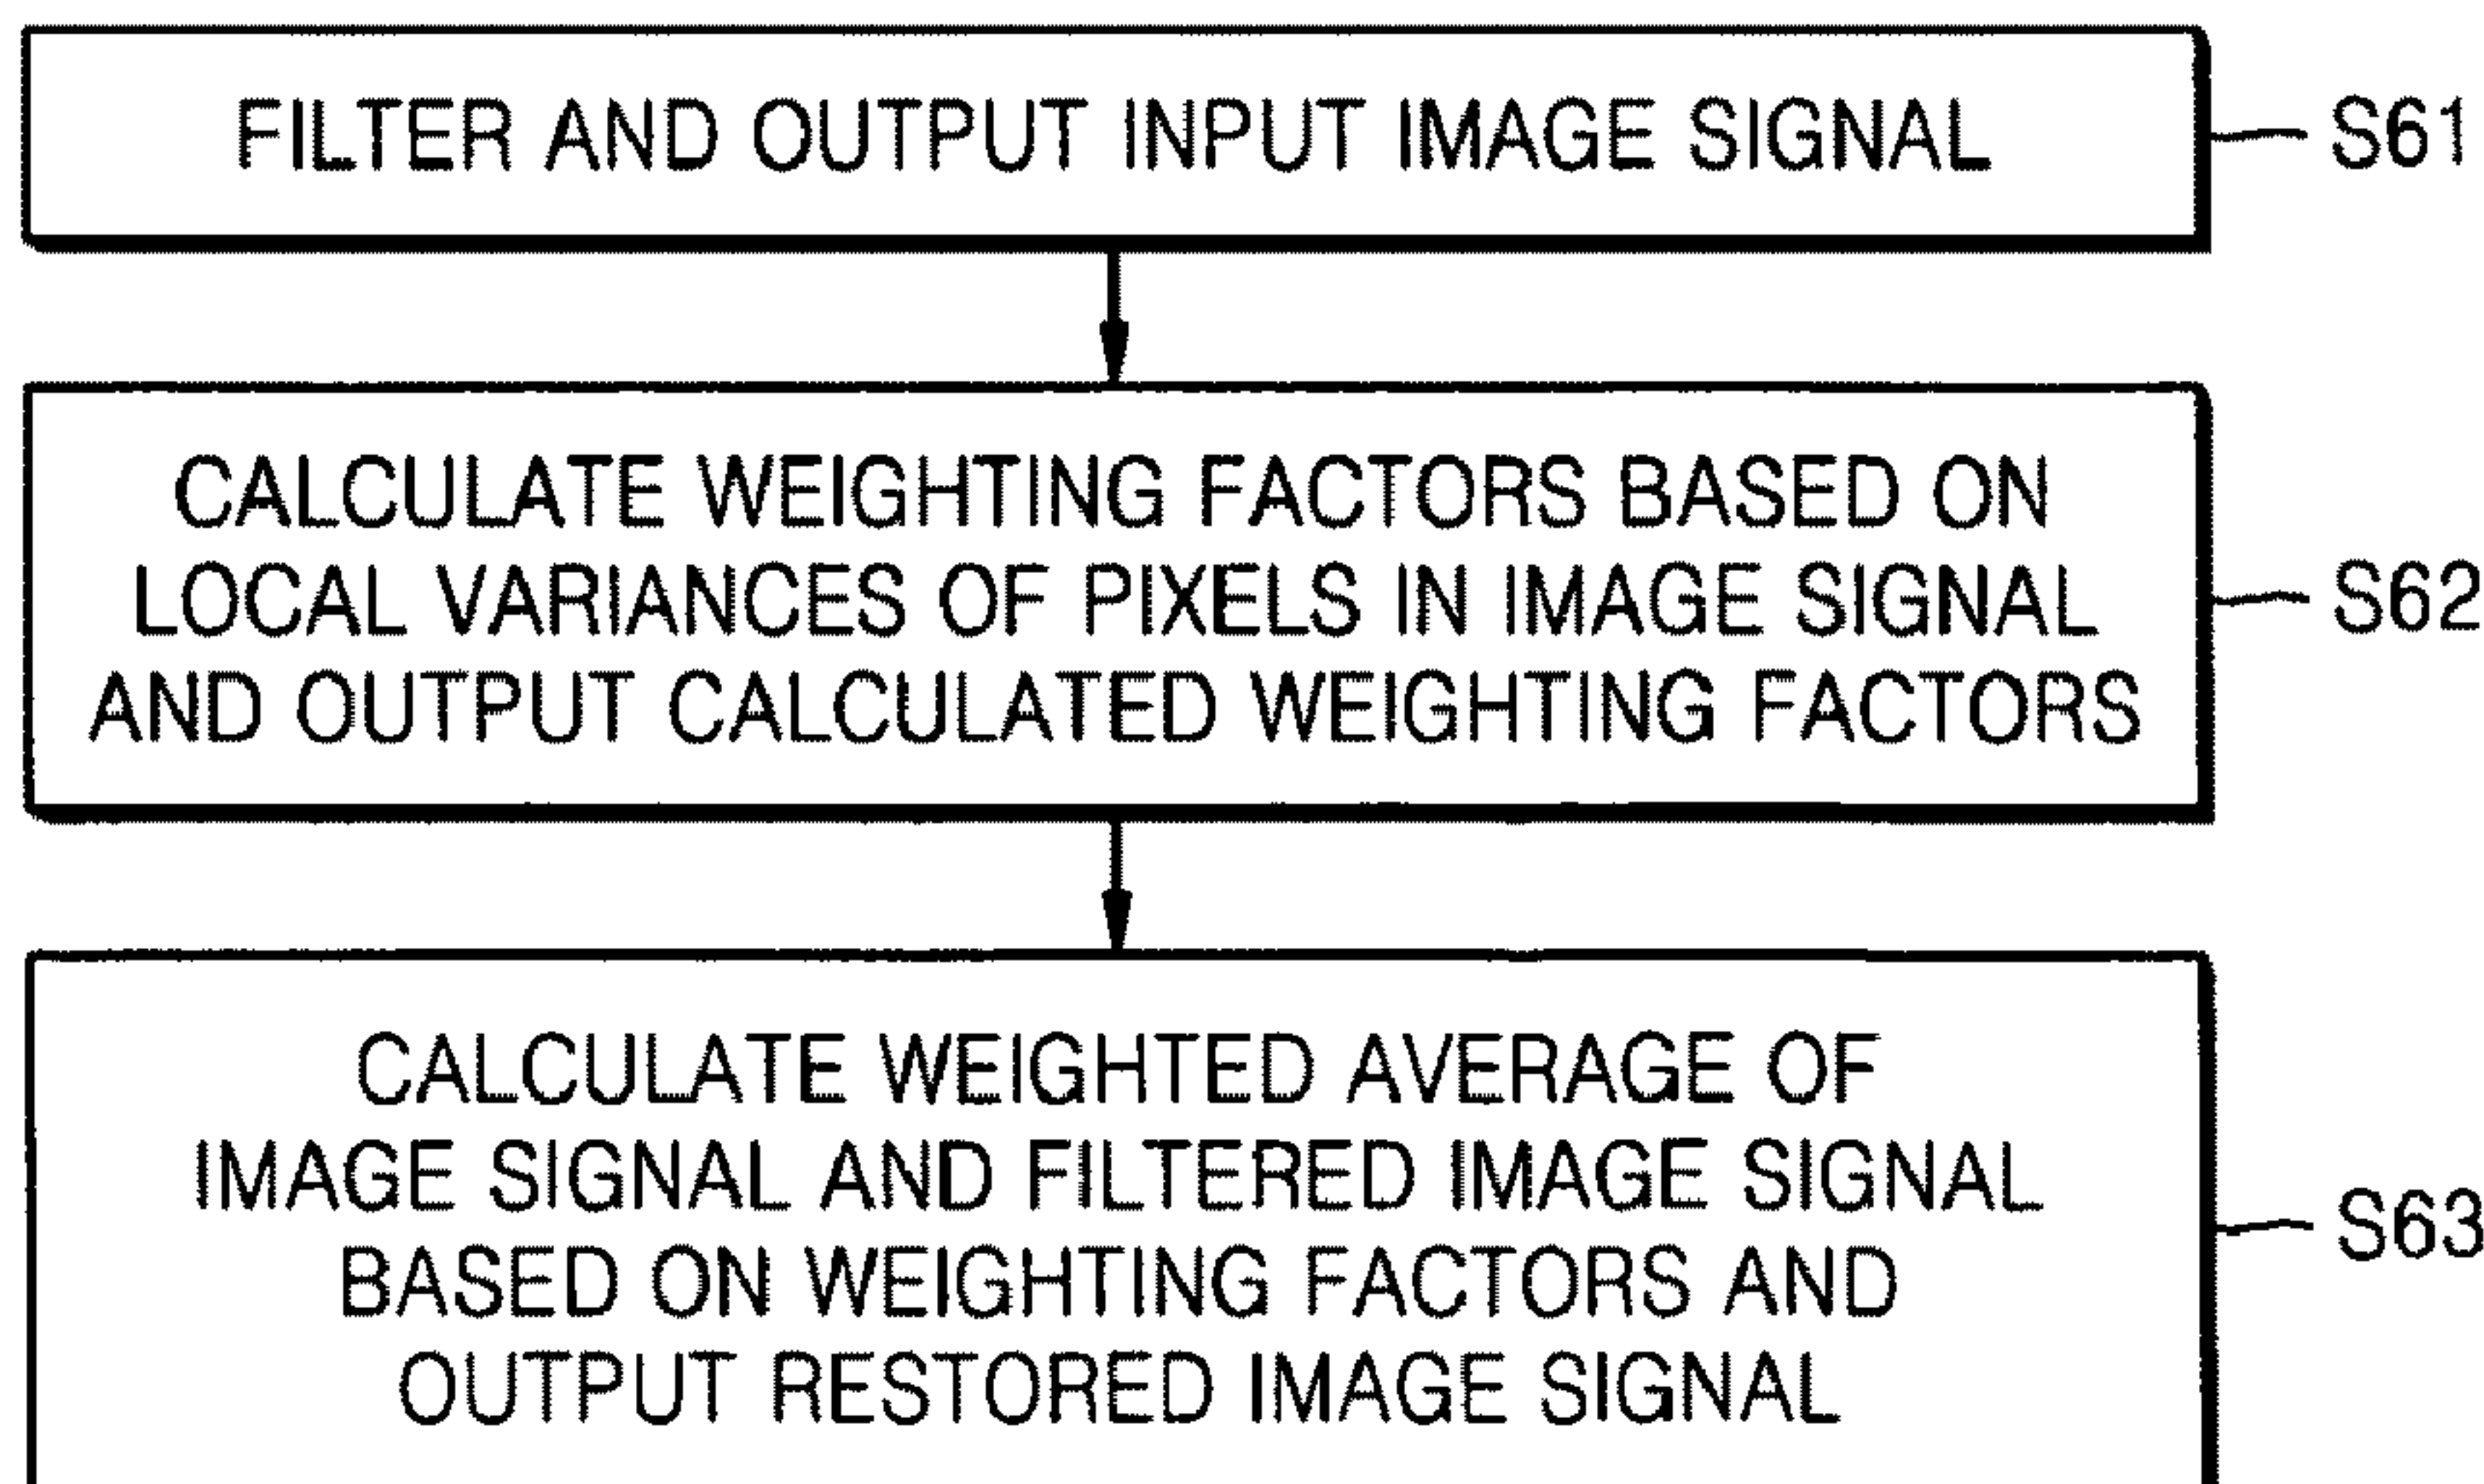 FILTER AND OUTPUT INPUT IMAGE SIGNAL
S61
CALCULATE WEIGHTING FACTORS BASED ON
LOCAL VARIANCES OF PIXELS IN IMAGE SIGNAL
AND OUTPUT CALCULATED WEIGHTING FACTORS
S62
CALCULATE WEIGHTED AVERAGE OF
IMAGE SIGNAL AND FILTERED IMAGE SIGNAL
BASED ON WEIGHTING FACTORS AND
OUTPUT RESTORED IMAGE SIGNAL
S63